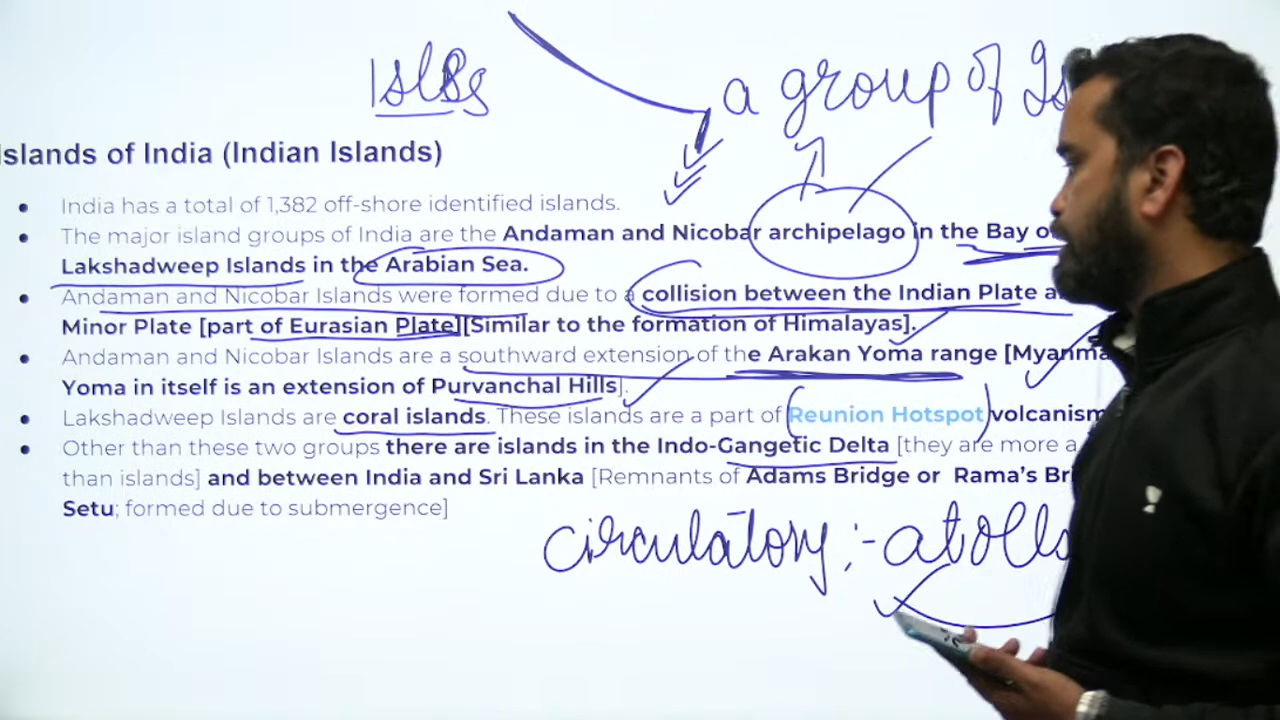 a group of
Islands of India (Indian Islands)
• India has a total of 1,382 off-shore identified islands.
• The major island groups of India are the Andaman and Nicobar archipelago in the Bay
Lakshadweep Islands in the Arabian Sea.
• Andaman and Nicobar Islands were formed due to a collision between the Indian Plate
Minor Plate [part of Eurasian Plate][Similar to the formation of Himalayas].
• Andaman and Nicobar Islands are a southward extension of the Arakan Yoma range [Myanma
Yoma in itself is an extension of Purvanchal Hills].
• Lakshadweep Islands are coral islands. These islands are a part of Reunion Hotspot volcanism
• Other than these two groups there are islands in the Indo-Gangetic Delta [they are more a
than islands] and between India and Sri Lanka [Remnants of Adams Bridge or Rama's
Setu; formed due to submergence]
circulatory :- atolls